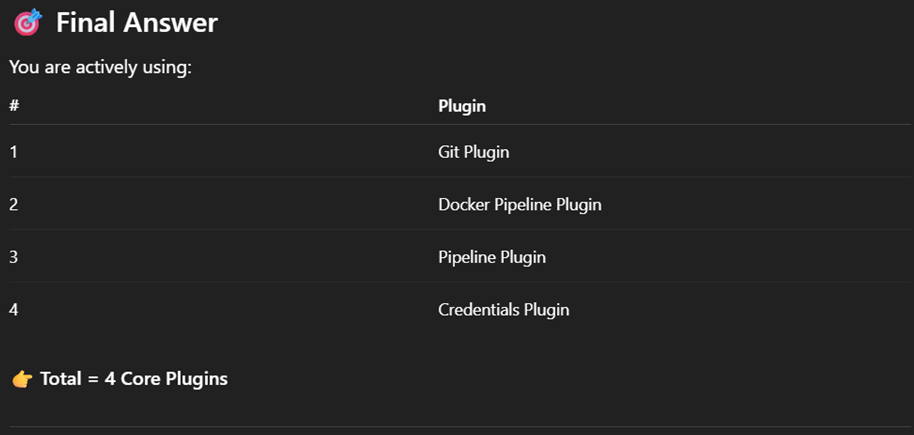 🎯 Final Answer
You are actively using:
# Plugin
1 Git Plugin
2 Docker Pipeline Plugin
3 Pipeline Plugin
4 Credentials Plugin
👉 Total = 4 Core Plugins